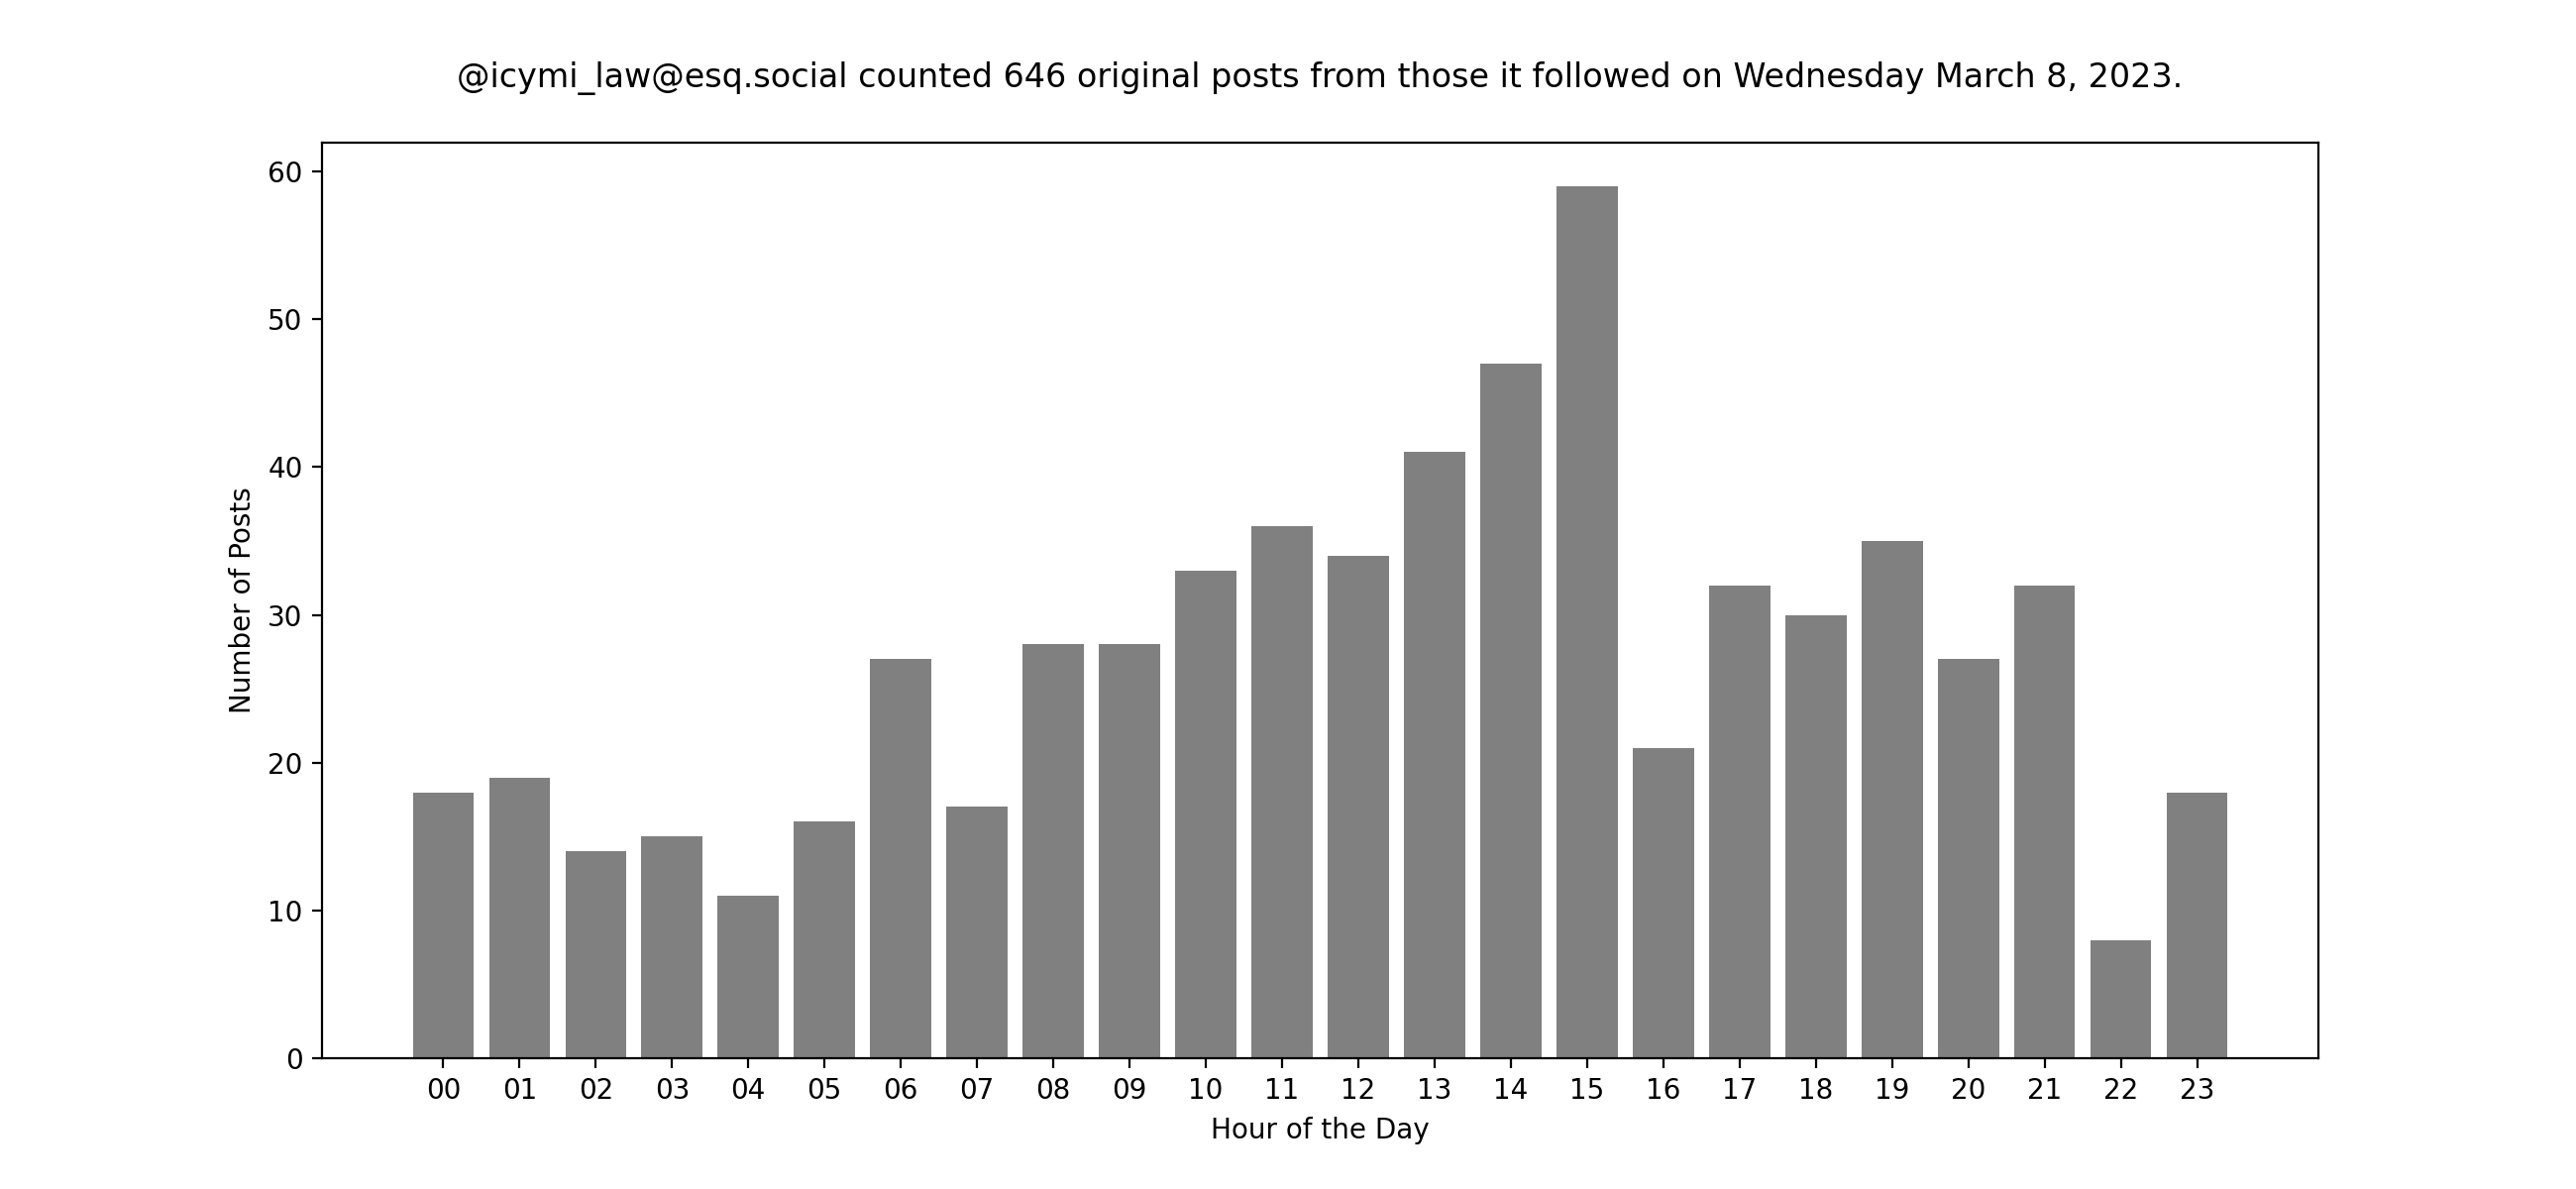 @icymi_law@esq.social counted 646 original posts from those it followed on Wednesday March 8, 2023.
60
50
40
30
20
10
0
Number of Posts
00 01 02 03 04 05 06 07 08 09 10 11 12 13 14 15 16 17 18 19 20 21 22 23
Hour of the Day